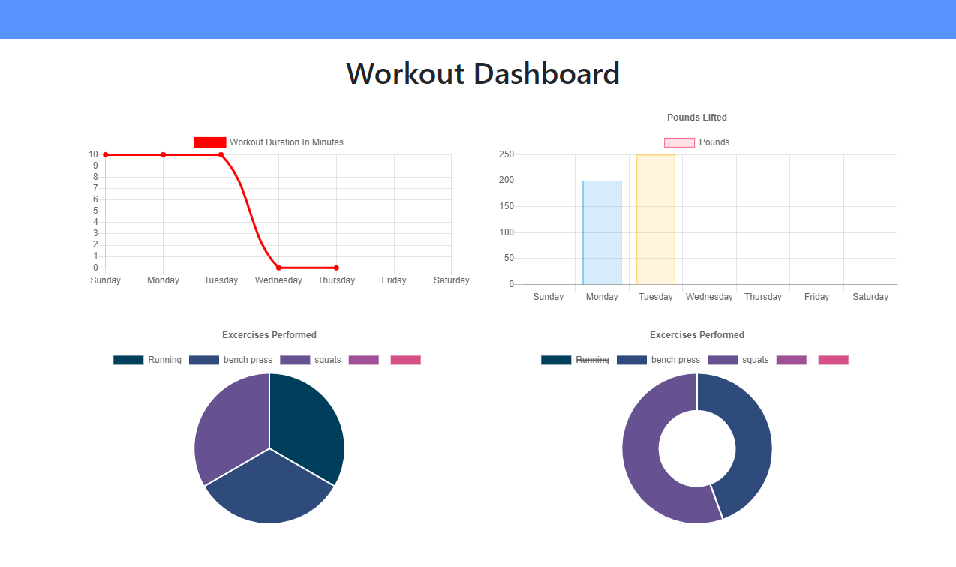 Workout Dashboard
Workout Duration In Minutes
10
9
8
7
6
5
4
3
2
1
0
Sunday Monday Tuesday Wednesday Thursday Friday Saturday
Pounds Lifted
Pounds
250
200
150
100
50
0
Sunday Monday Tuesday Wednesday Thursday Friday Saturday
Excercises Performed
Running bench press squats
Excercises Performed
Running bench press squats